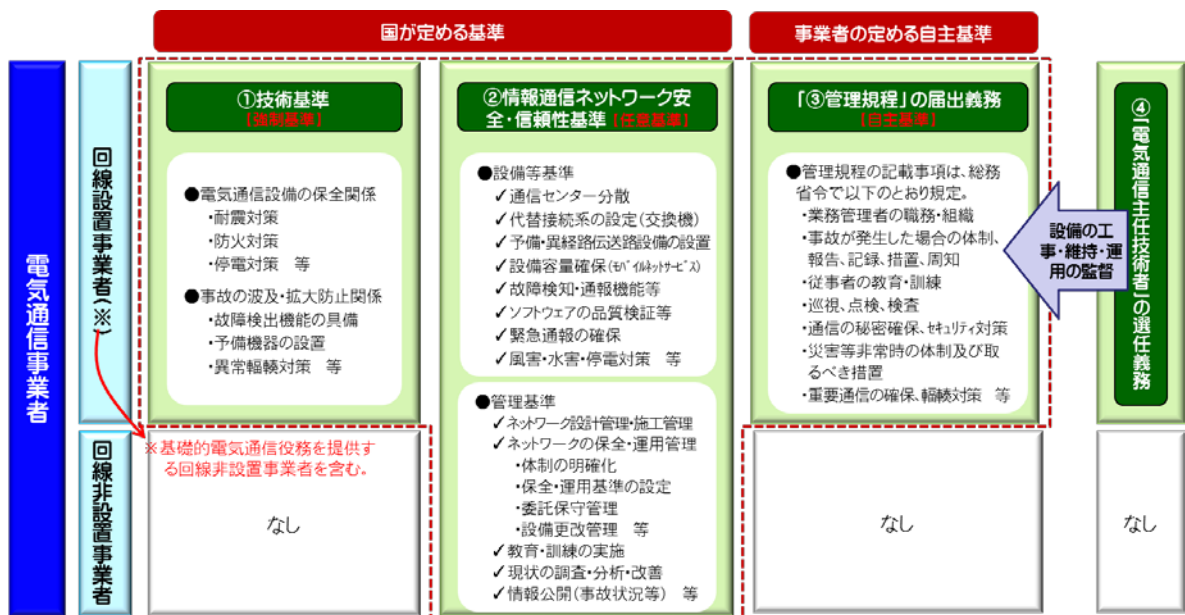 国が定める基準
事業者の定める自主基準
電気通信事業者
回線設置事業者(※)
①技術基準
【強制基準】
●電気通信設備の保全関係
・耐震対策
・防火対策
・停電対策　等
●事故の波及・拡大防止関係
・故障検出機能の具備
・予備機器の設置
・異常輻輳対策　等
②情報通信ネットワーク安
全・信頼性基準【任意基準】
●設備等基準
✓通信センター分散
✓代替接続系の設定(交換機)
✓予備・異経路伝送路設備の設置
✓設備容量確保(ﾓﾊﾞｲﾙﾈｯﾄｻｰﾋﾞｽ)
✓故障検知・通報機能等
✓ソフトウェアの品質検証等
✓緊急通報の確保
✓風害・水害・停電対策　等
●管理基準
✓ネットワーク設計管理・施工管理
✓ネットワークの保全・運用管理
・体制の明確化
・保全・運用基準の設定
・委託保守管理
・設備更改管理　等
✓教育・訓練の実施
✓現状の調査・分析・改善
✓情報公開(事故状況等)　等
「③管理規程」の届出義務
【自主基準】
●管理規程の記載事項は、総務
省令で以下のとおり規定。
・業務管理者の職務・組織
・事故が発生した場合の体制、
報告、記録、措置、周知
・従事者の教育・訓練
・巡視、点検、検査
・通信の秘密確保、ｾｷｭﾘﾃｨ対策
・災害等非常時の体制及び取
るべき措置
・重要通信の確保、輻輳対策　等
設備の工
事・維持・運
用の監督
④「電気通信主任技術者」の選任義務
※基礎的電気通信役務を提供す
る回線非設置事業者を含む。
回線非設置事業者
なし
なし
なし